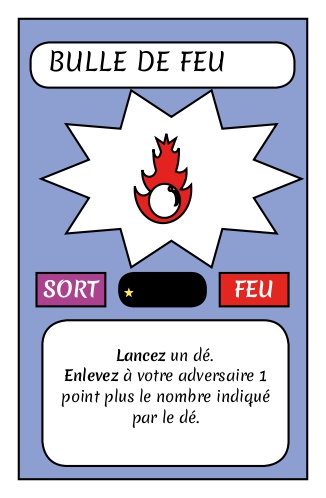 BULLE DE FEU
SORT
FEU
Lancez un dé.
Enlevez à votre adversaire 1
point plus le nombre indiqué
par le dé.